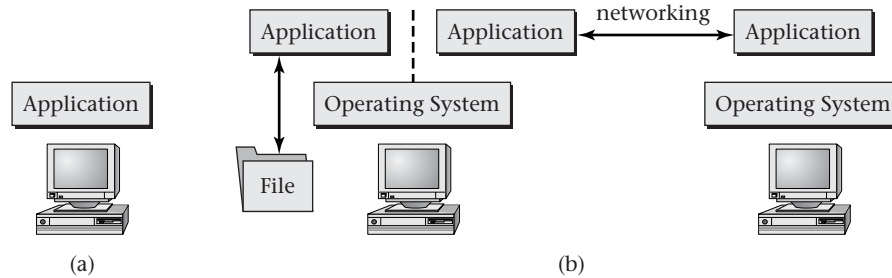 networking
Application
Application
Application
Application
Operating System
Operating System
File
(a)
(b)